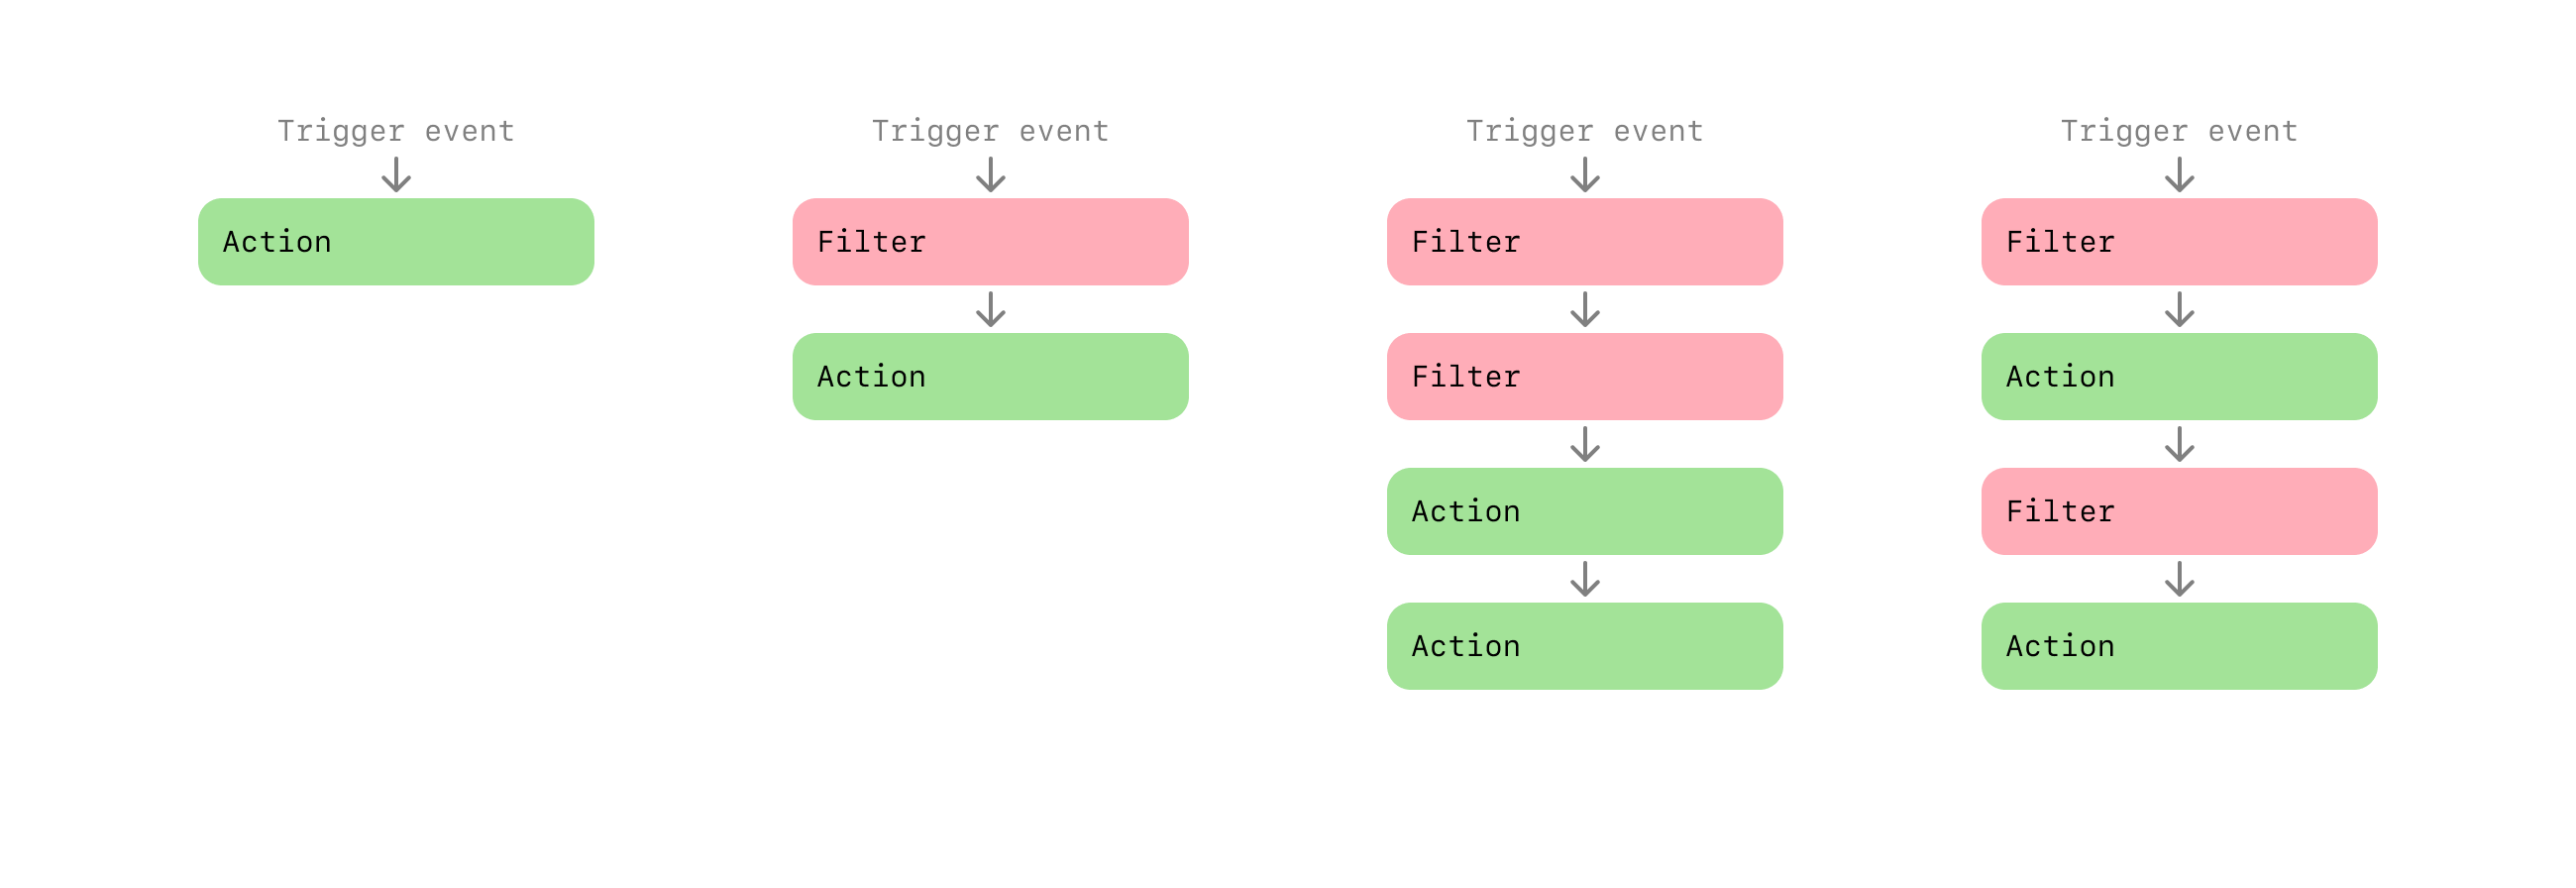 Trigger event
Action
Trigger event
Filter
Action
Trigger event
Filter
Filter
Action
Action
Trigger event
Filter
Action
Filter
Action